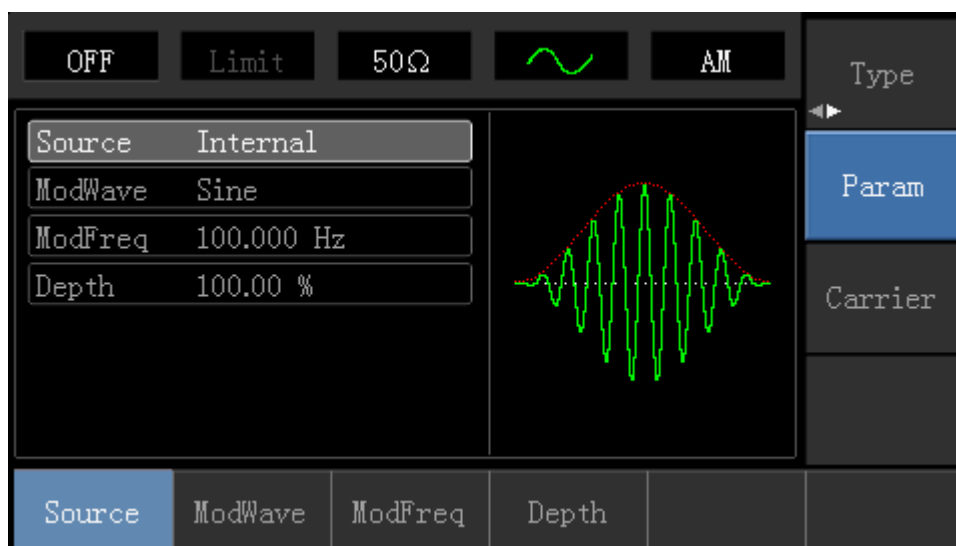 OFF Limit 50Ω AM
Type
Source Internal
ModWave Sine
ModFreq 100.000 Hz
Depth 100.00 %
Param
Carrier
Source ModWave ModFreq Depth